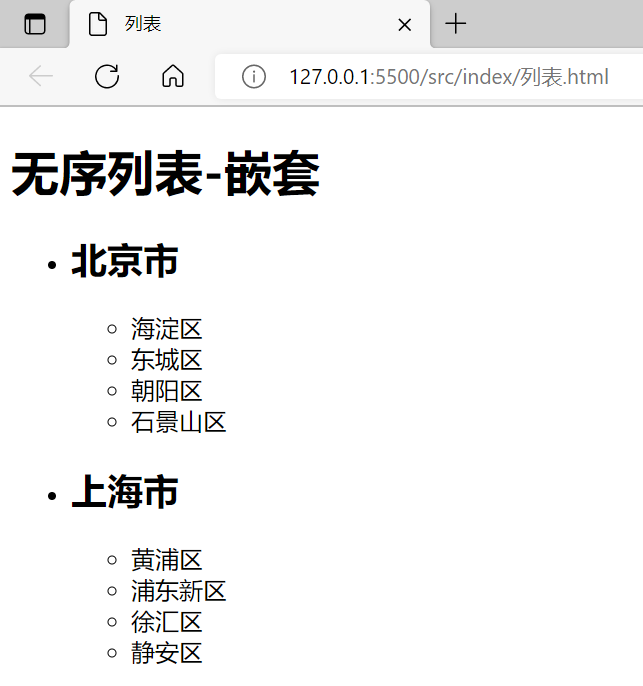 列表
127.0.0.1:5500/src/index/列表.html
无序列表-嵌套
北京市
海淀区
东城区
朝阳区
石景山区
上海市
黄浦区
浦东新区
徐汇区
静安区